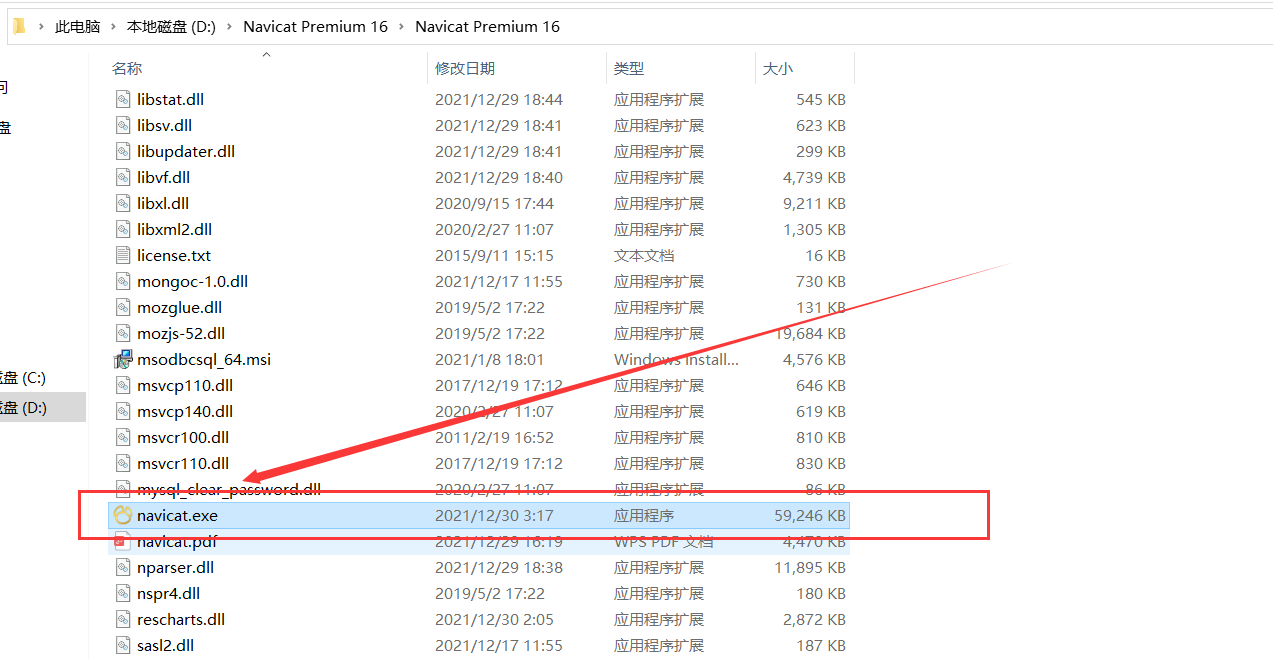 此电脑 › 本地磁盘 (D:) › Navicat Premium 16 › Navicat Premium 16
名称 修改日期 类型 大小
libstat.dll 2021/12/29 18:44 应用程序扩展 545 KB
libsv.dll 2021/12/29 18:41 应用程序扩展 623 KB
libupdater.dll 2021/12/29 18:41 应用程序扩展 299 KB
libvf.dll 2021/12/29 18:40 应用程序扩展 4,739 KB
libxl.dll 2020/9/15 17:44 应用程序扩展 9,211 KB
libxml2.dll 2020/2/27 11:07 应用程序扩展 1,305 KB
license.txt 2015/9/11 15:15 文本文档 16 KB
mongoc-1.0.dll 2021/12/17 11:55 应用程序扩展 730 KB
mozglue.dll 2019/5/2 17:22 应用程序扩展 131 KB
mozjs-52.dll 2019/5/2 17:22 应用程序扩展 19,684 KB
msodbcsql_64.msi 2021/1/8 18:01 Windows Install... 4,576 KB
msvcp110.dll 2017/12/19 17:12 应用程序扩展 646 KB
msvcp140.dll 2020/2/27 11:07 应用程序扩展 619 KB
msvcr100.dll 2011/2/19 16:52 应用程序扩展 810 KB
msvcr110.dll 2017/12/19 17:12 应用程序扩展 830 KB
mysql_clear_password.dll 2020/2/27 11:07 应用程序扩展 86 KB
navicat.exe 2021/12/30 3:17 应用程序 59,246 KB
navicat.pdf 2021/12/29 16:19 WPS PDF 文档 4,470 KB
nparser.dll 2021/12/29 18:38 应用程序扩展 11,895 KB
nspr4.dll 2019/5/2 17:22 应用程序扩展 180 KB
rescharts.dll 2021/12/30 2:05 应用程序扩展 2,872 KB
sasl2.dll 2021/12/17 11:55 应用程序扩展 187 KB
问
盘
盘 (C:)
盘 (D:)